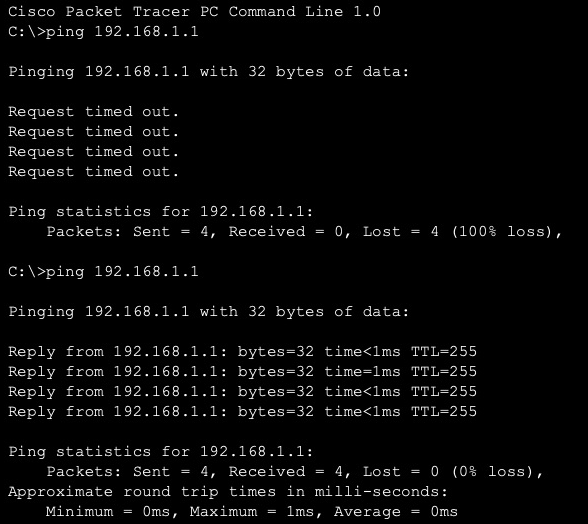 Cisco Packet Tracer PC Command Line 1.0
C:\>ping 192.168.1.1
Pinging 192.168.1.1 with 32 bytes of data:
Request timed out.
Request timed out.
Request timed out.
Request timed out.
Ping statistics for 192.168.1.1:
    Packets: Sent = 4, Received = 0, Lost = 4 (100% loss),
C:\>ping 192.168.1.1
Pinging 192.168.1.1 with 32 bytes of data:
Reply from 192.168.1.1: bytes=32 time<1ms TTL=255
Reply from 192.168.1.1: bytes=32 time=1ms TTL=255
Reply from 192.168.1.1: bytes=32 time<1ms TTL=255
Reply from 192.168.1.1: bytes=32 time<1ms TTL=255
Ping statistics for 192.168.1.1:
    Packets: Sent = 4, Received = 4, Lost = 0 (0% loss),
Approximate round trip times in milli-seconds:
    Minimum = 0ms, Maximum = 1ms, Average = 0ms